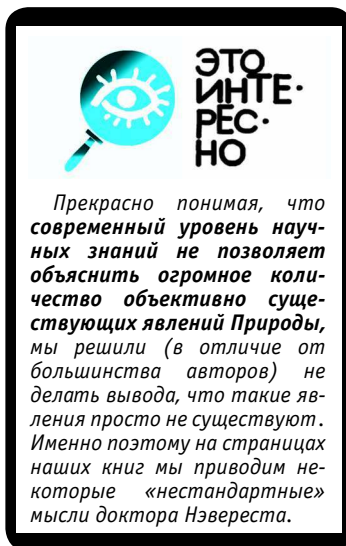 ЭТО
ИНТЕ·
РЕС·
НО
Прекрасно понимая, что
современный уровень науч-
ных знаний не позволяет
объяснить огромное коли-
чество объективно суще-
ствующих явлений Природы,
мы решили (в отличие от
большинства авторов) не
делать вывода, что такие яв-
ления просто не существуют.
Именно поэтому на страницах
наших книг мы приводим не-
которые «нестандартные»
мысли доктора Нэвереста.